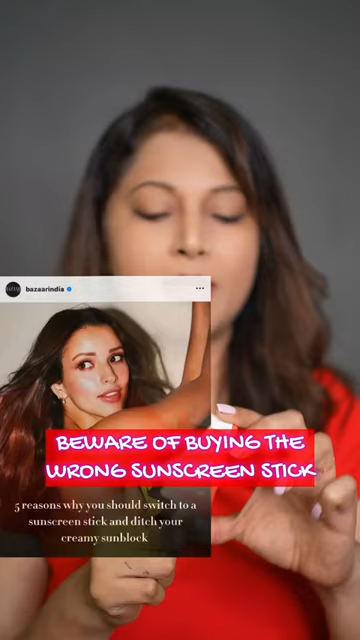 bazaarindia
BEWARE OF BUYING THE
WRONG SUNSCREEN STICK
5 reasons why you should switch to a
sunscreen stick and ditch your
creamy sunblock